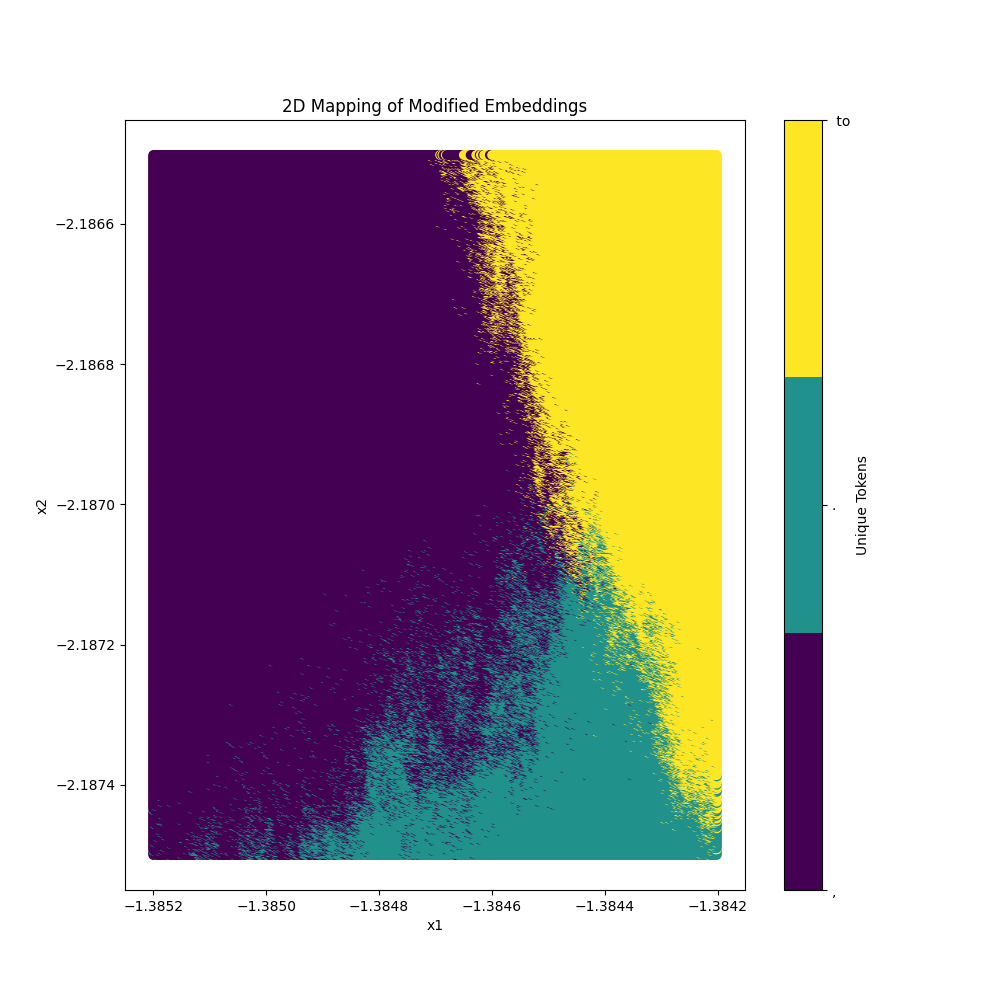 2D Mapping of Modified Embeddings
x2
−2.1866
−2.1868
−2.1870
−2.1872
−2.1874
−1.3852
−1.3850
−1.3848
−1.3846
−1.3844
−1.3842
x1
to
.
,
Unique Tokens